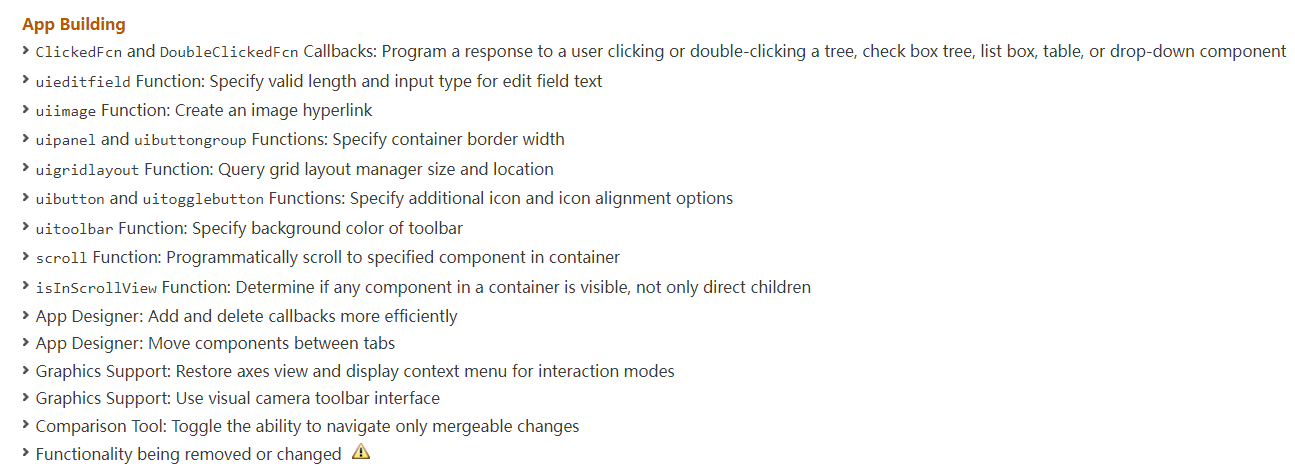 App Building
ClickedFcn and DoubleClickedFcn Callbacks: Program a response to a user clicking or double-clicking a tree, check box tree, list box, table, or drop-down component
uieditfield Function: Specify valid length and input type for edit field text
uiimage Function: Create an image hyperlink
uipanel and uibuttongroup Functions: Specify container border width
uigridlayout Function: Query grid layout manager size and location
uibutton and uitogglebutton Functions: Specify additional icon and icon alignment options
uitoolbar Function: Specify background color of toolbar
scroll Function: Programmatically scroll to specified component in container
isInScrollView Function: Determine if any component in a container is visible, not only direct children
App Designer: Add and delete callbacks more efficiently
App Designer: Move components between tabs
Graphics Support: Restore axes view and display context menu for interaction modes
Graphics Support: Use visual camera toolbar interface
Comparison Tool: Toggle the ability to navigate only mergeable changes
Functionality being removed or changed